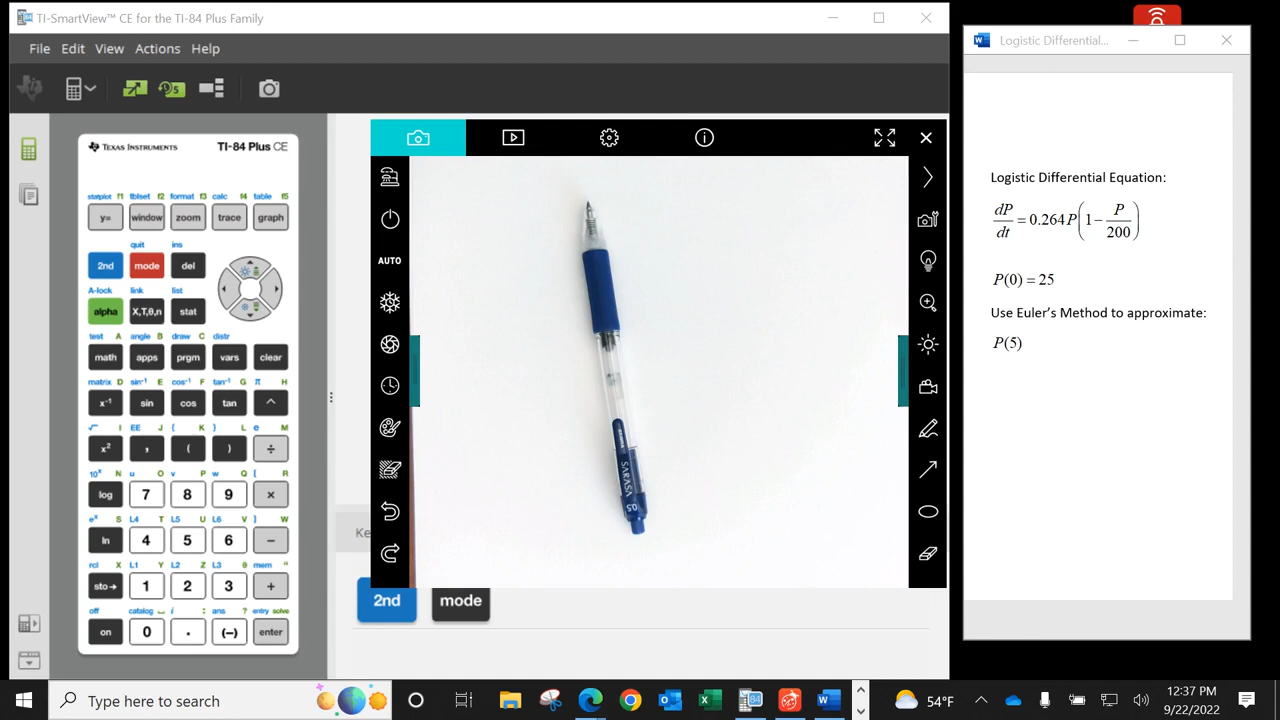 TI-SmartView™ CE for the TI-84 Plus Family
File Edit View Actions Help
TEXAS INSTRUMENTS TI-84 Plus CE
statplot f1 tblset f2 format f3 calc f4 table f5
y= window zoom trace graph
quit ins
2nd mode del
A-lock link list
alpha X,T,θ,n stat
test A angle B draw C distr
math apps prgm vars clear
matrix D sin⁻¹ E cos⁻¹ F tan⁻¹ G π H
x⁻¹ sin cos tan ^
√ I EE J { K } L e M
x² , ( ) ÷
10ˣ N u O v P w Q [ R
log 7 8 9 ×
eˣ S L4 T L5 U L6 V ] W
ln 4 5 6 −
rcl X L1 Y L2 Z L3 θ mem "
sto→ 1 2 3 +
off catalog i : ans ? entry solve
on 0 . (−) enter
AUTO
SARASA
0.5
Ke
2nd mode
Logistic Differential...
Logistic Differential Equation:
dP/dt = 0.264P(1 − P/200)
P(0) = 25
Use Euler's Method to approximate:
P(5)
Type here to search
54°F
12:37 PM
9/22/2022